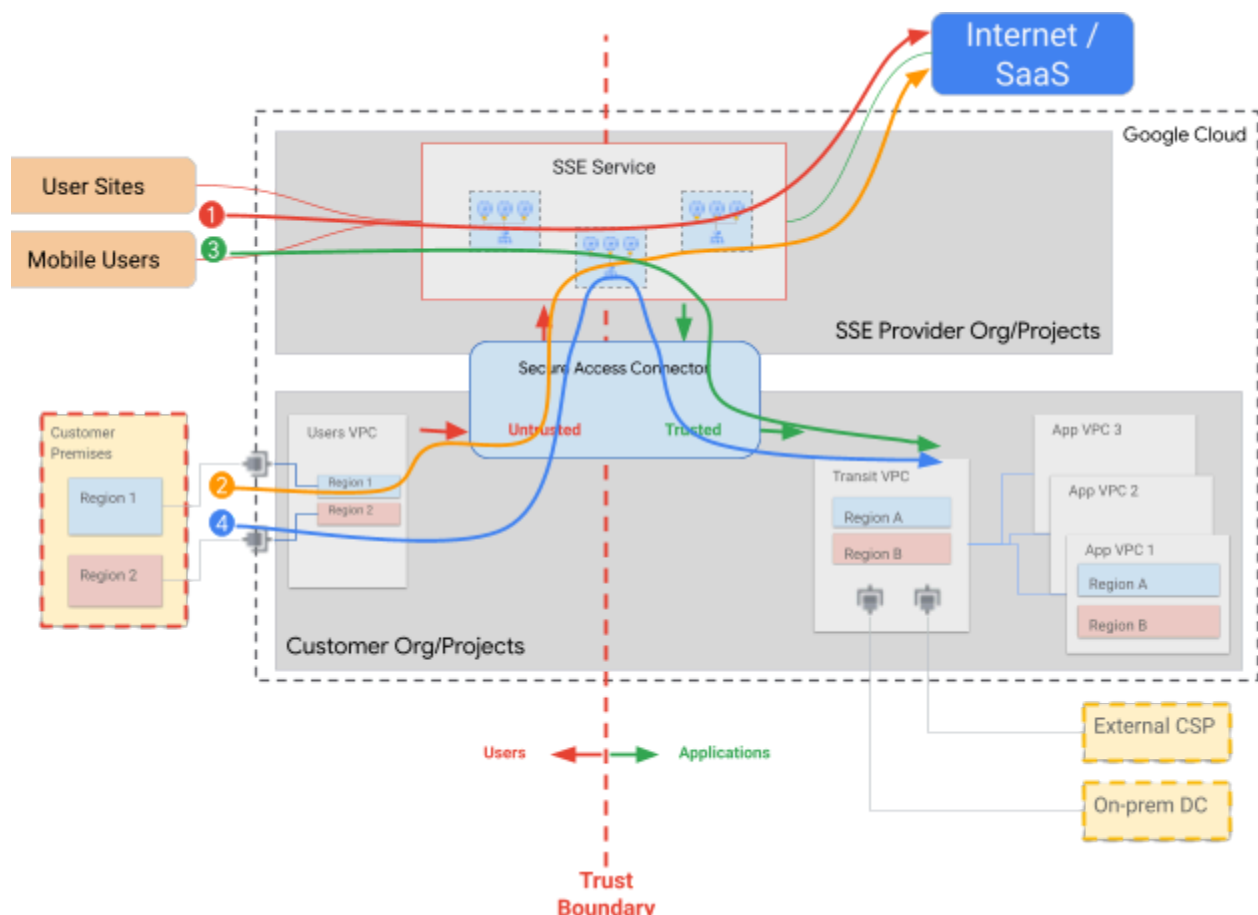 Internet /
SaaS
Google Cloud
SSE Service
User Sites
1
3
Mobile Users
SSE Provider Org/Projects
Secure Access Connector
Customer
Premises
Region 1
Region 2
Users VPC
Region 1
Region 2
2
4
Untrusted
Trusted
Transit VPC
Region A
Region B
App VPC 3
App VPC 2
App VPC 1
Region A
Region B
Customer Org/Projects
Users
Applications
External CSP
On-prem DC
Trust
Boundary